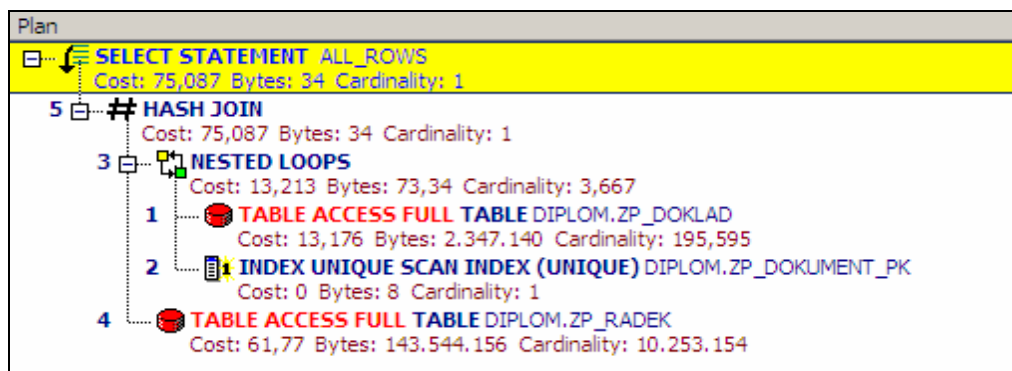 Plan
SELECT STATEMENT ALL_ROWS
Cost: 75,087 Bytes: 34 Cardinality: 1
5 # HASH JOIN
Cost: 75,087 Bytes: 34 Cardinality: 1
3 NESTED LOOPS
Cost: 13,213 Bytes: 73,34 Cardinality: 3,667
1 TABLE ACCESS FULL TABLE DIPLOM.ZP_DOKLAD
Cost: 13,176 Bytes: 2.347.140 Cardinality: 195,595
2 INDEX UNIQUE SCAN INDEX (UNIQUE) DIPLOM.ZP_DOKUMENT_PK
Cost: 0 Bytes: 8 Cardinality: 1
4 TABLE ACCESS FULL TABLE DIPLOM.ZP_RADEK
Cost: 61,77 Bytes: 143.544.156 Cardinality: 10.253.154